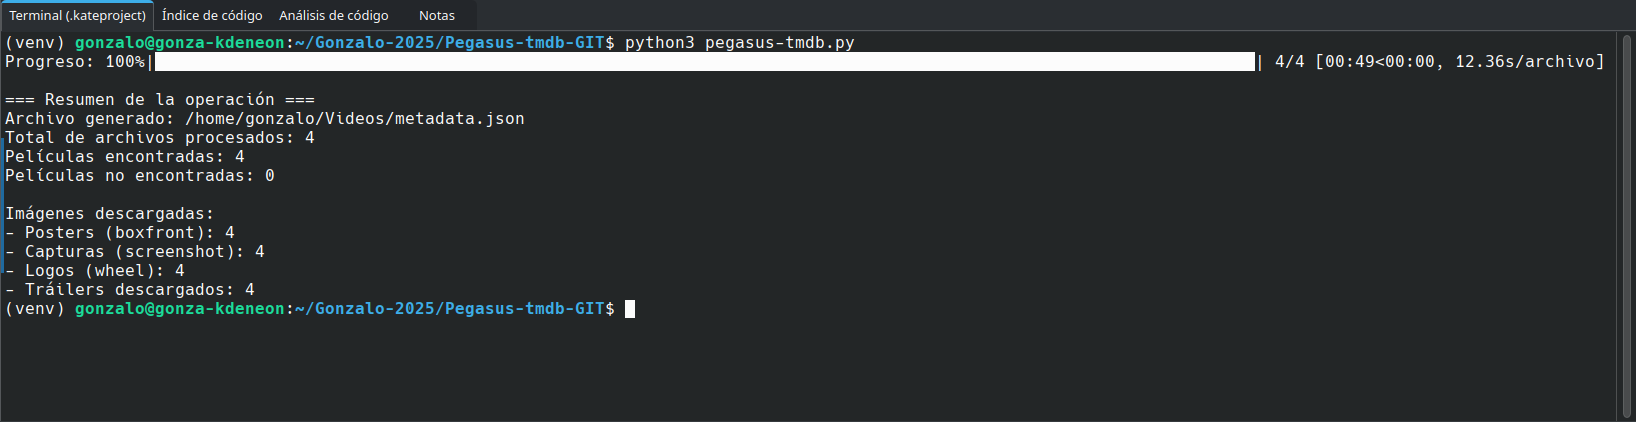 Terminal (.kateproject) Índice de código Análisis de código Notas
(venv) gonzalo@gonza-kdeneon:~/Gonzalo-2025/Pegasus-tmdb-GIT$ python3 pegasus-tmdb.py
Progreso: 100%| | 4/4 [00:49<00:00, 12.36s/archivo]
=== Resumen de la operación ===
Archivo generado: /home/gonzalo/Videos/metadata.json
Total de archivos procesados: 4
Películas encontradas: 4
Películas no encontradas: 0
Imágenes descargadas:
- Posters (boxfront): 4
- Capturas (screenshot): 4
- Logos (wheel): 4
- Tráilers descargados: 4
(venv) gonzalo@gonza-kdeneon:~/Gonzalo-2025/Pegasus-tmdb-GIT$